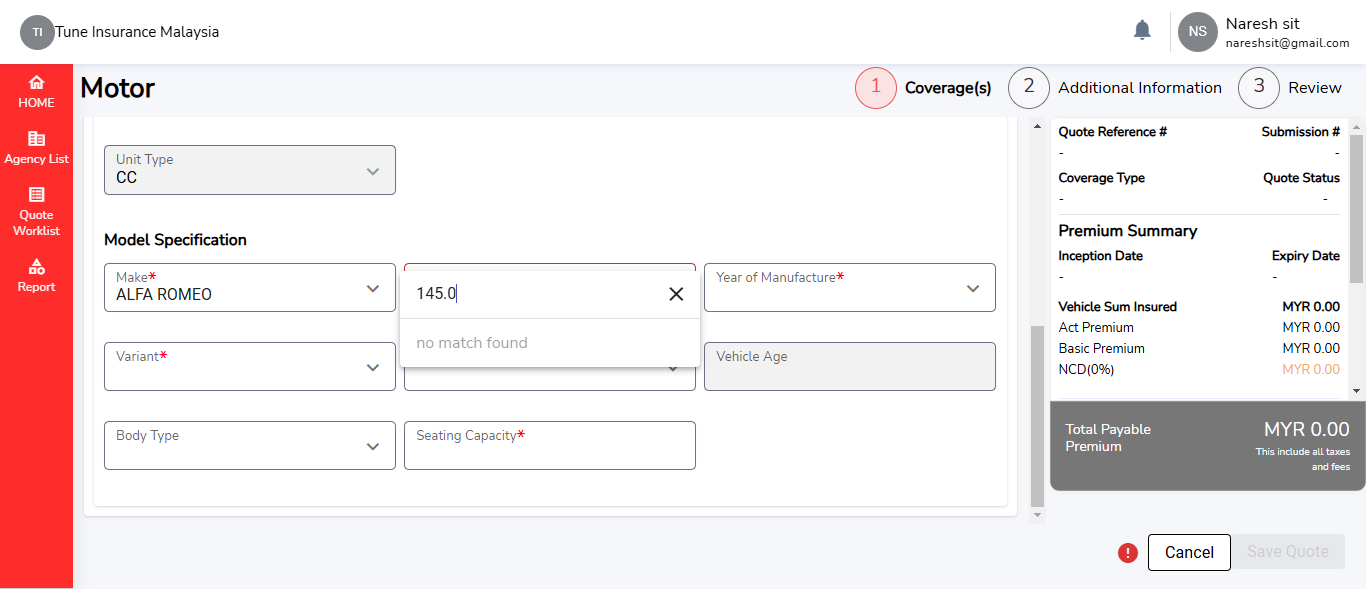 TI Tune Insurance Malaysia
NS Naresh sit
nareshsit@gmail.com
HOME
Agency List
Quote
Worklist
Report
Motor
1 Coverage(s) 2 Additional Information 3 Review
Unit Type
CC
Model Specification
Make*
ALFA ROMEO
145.0
no match found
Year of Manufacture*
Variant*
Vehicle Age
Body Type
Seating Capacity*
Quote Reference # Submission #
- -
Coverage Type Quote Status
- -
Premium Summary
Inception Date Expiry Date
- -
Vehicle Sum Insured MYR 0.00
Act Premium MYR 0.00
Basic Premium MYR 0.00
NCD(0%) MYR 0.00
Total Payable
Premium
MYR 0.00
This include all taxes
and fees
! Cancel Save Quote